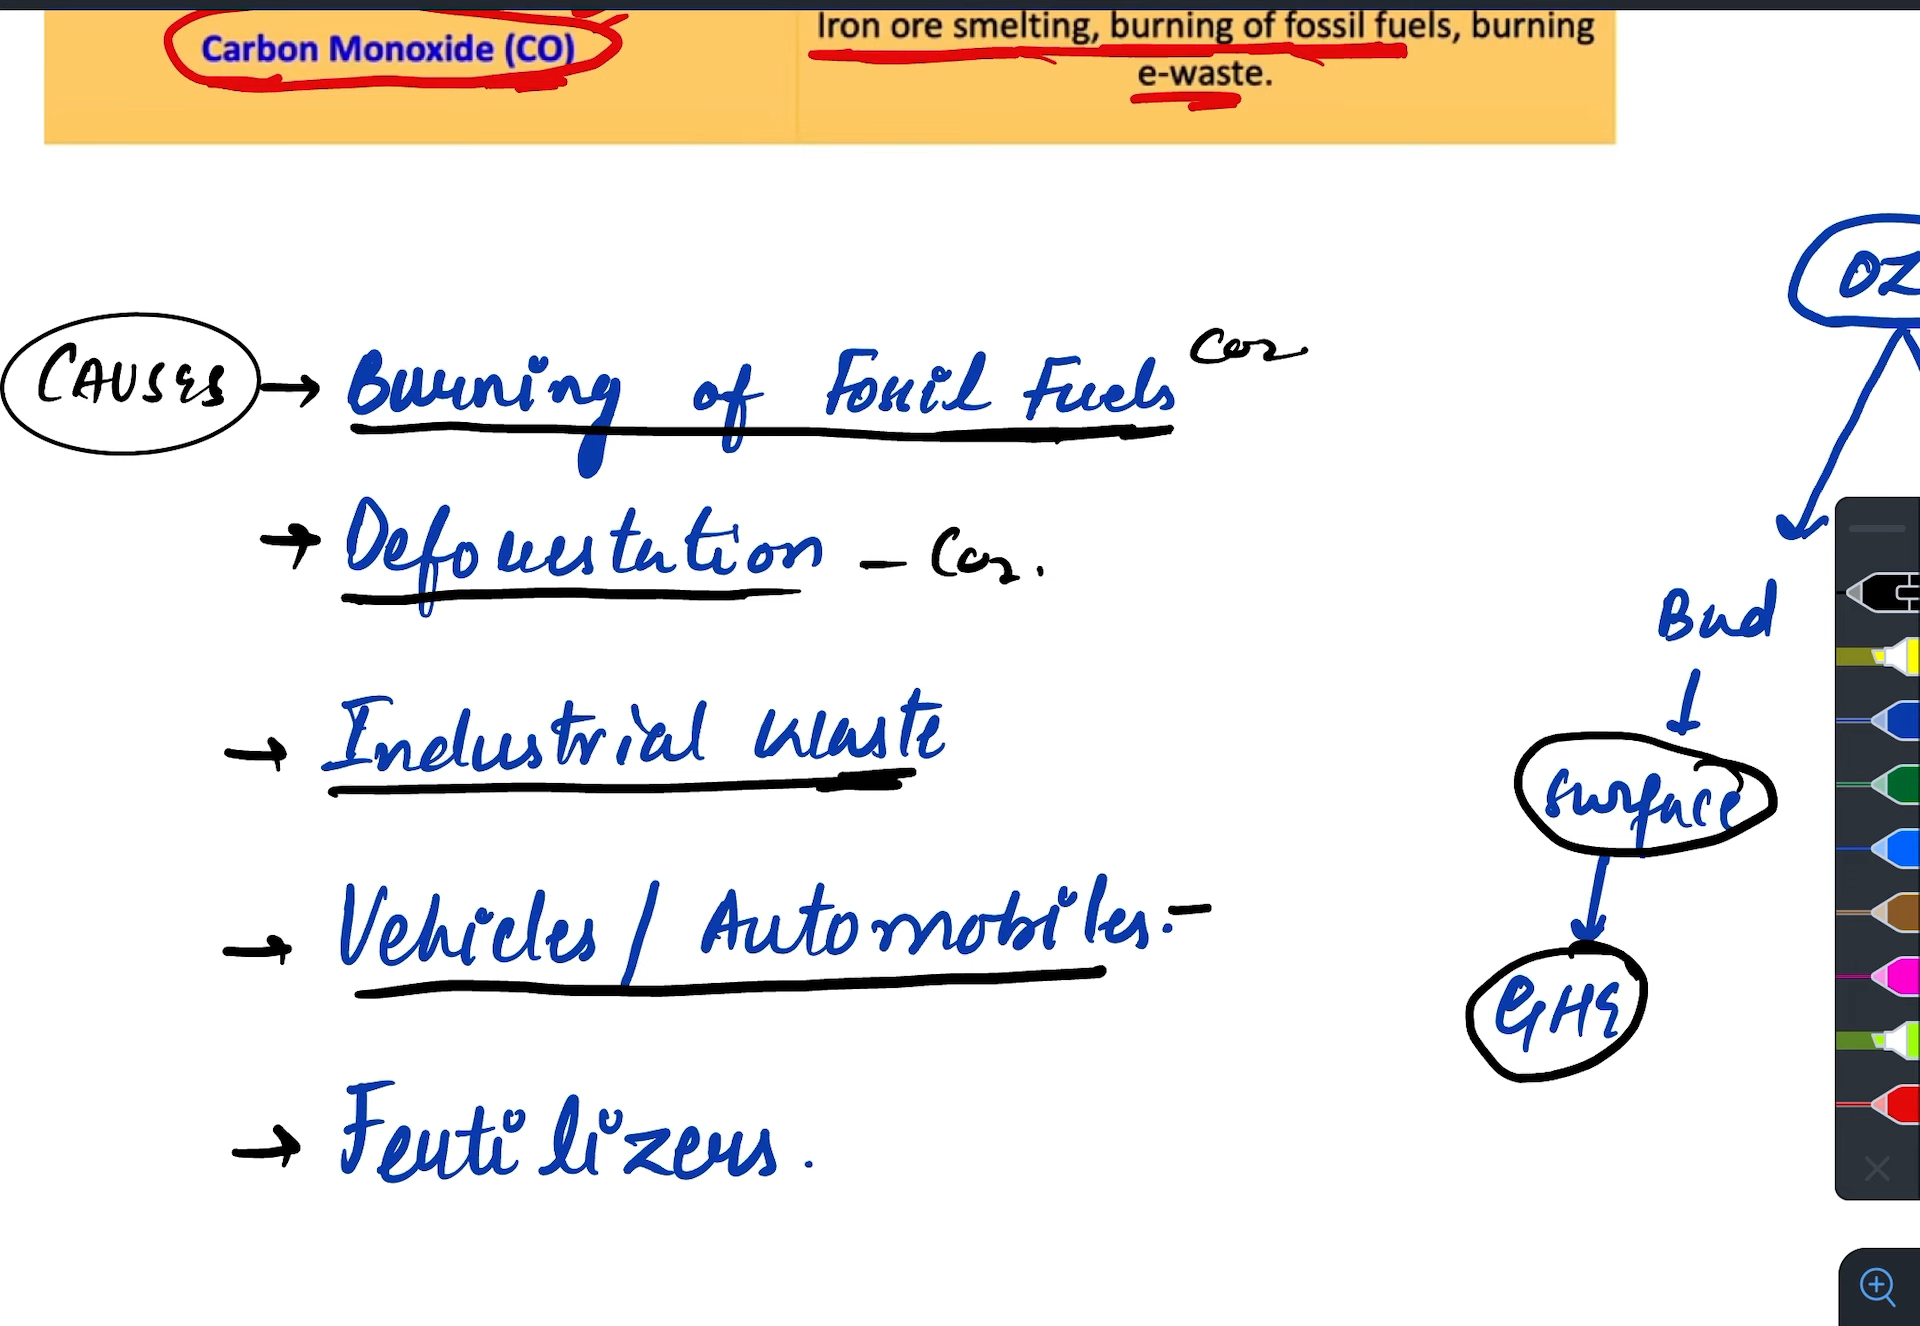 Carbon Monoxide (CO)
Iron ore smelting, burning of fossil fuels, burning
e-waste.
CAUSES → Burning of Fossil Fuels CO2
→ Deforestation - CO2.
→ Industrial waste
→ Vehicles / Automobiles. -
→ Fertilizers.
OZ
Bad
↓
surface
GHG